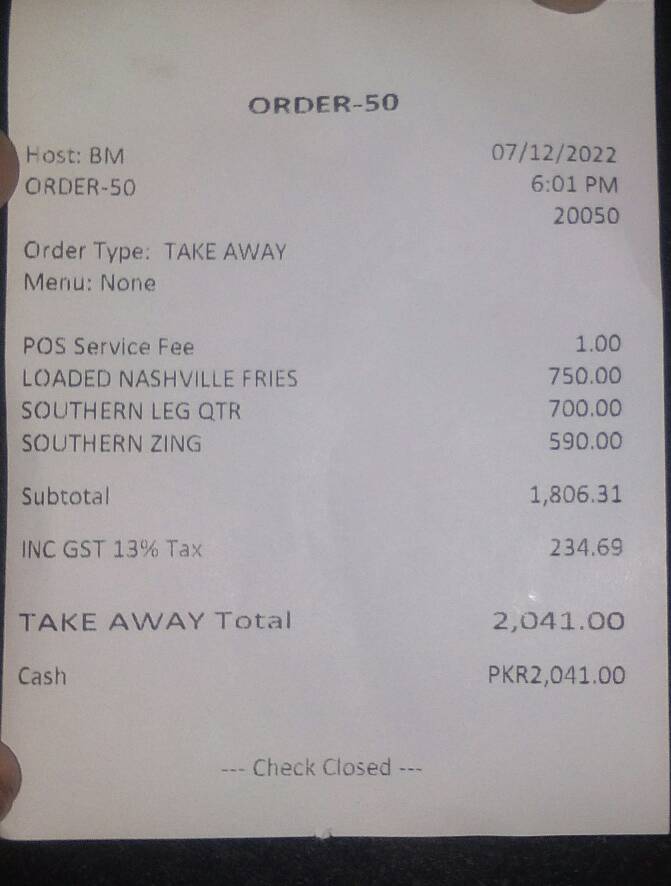 ORDER-50
Host: BM 07/12/2022
ORDER-50 6:01 PM
20050
Order Type: TAKE AWAY
Menu: None
POS Service Fee 1.00
LOADED NASHVILLE FRIES 750.00
SOUTHERN LEG QTR 700.00
SOUTHERN ZING 590.00
Subtotal 1,806.31
INC GST 13% Tax 234.69
TAKE AWAY Total 2,041.00
Cash PKR2,041.00
--- Check Closed ---